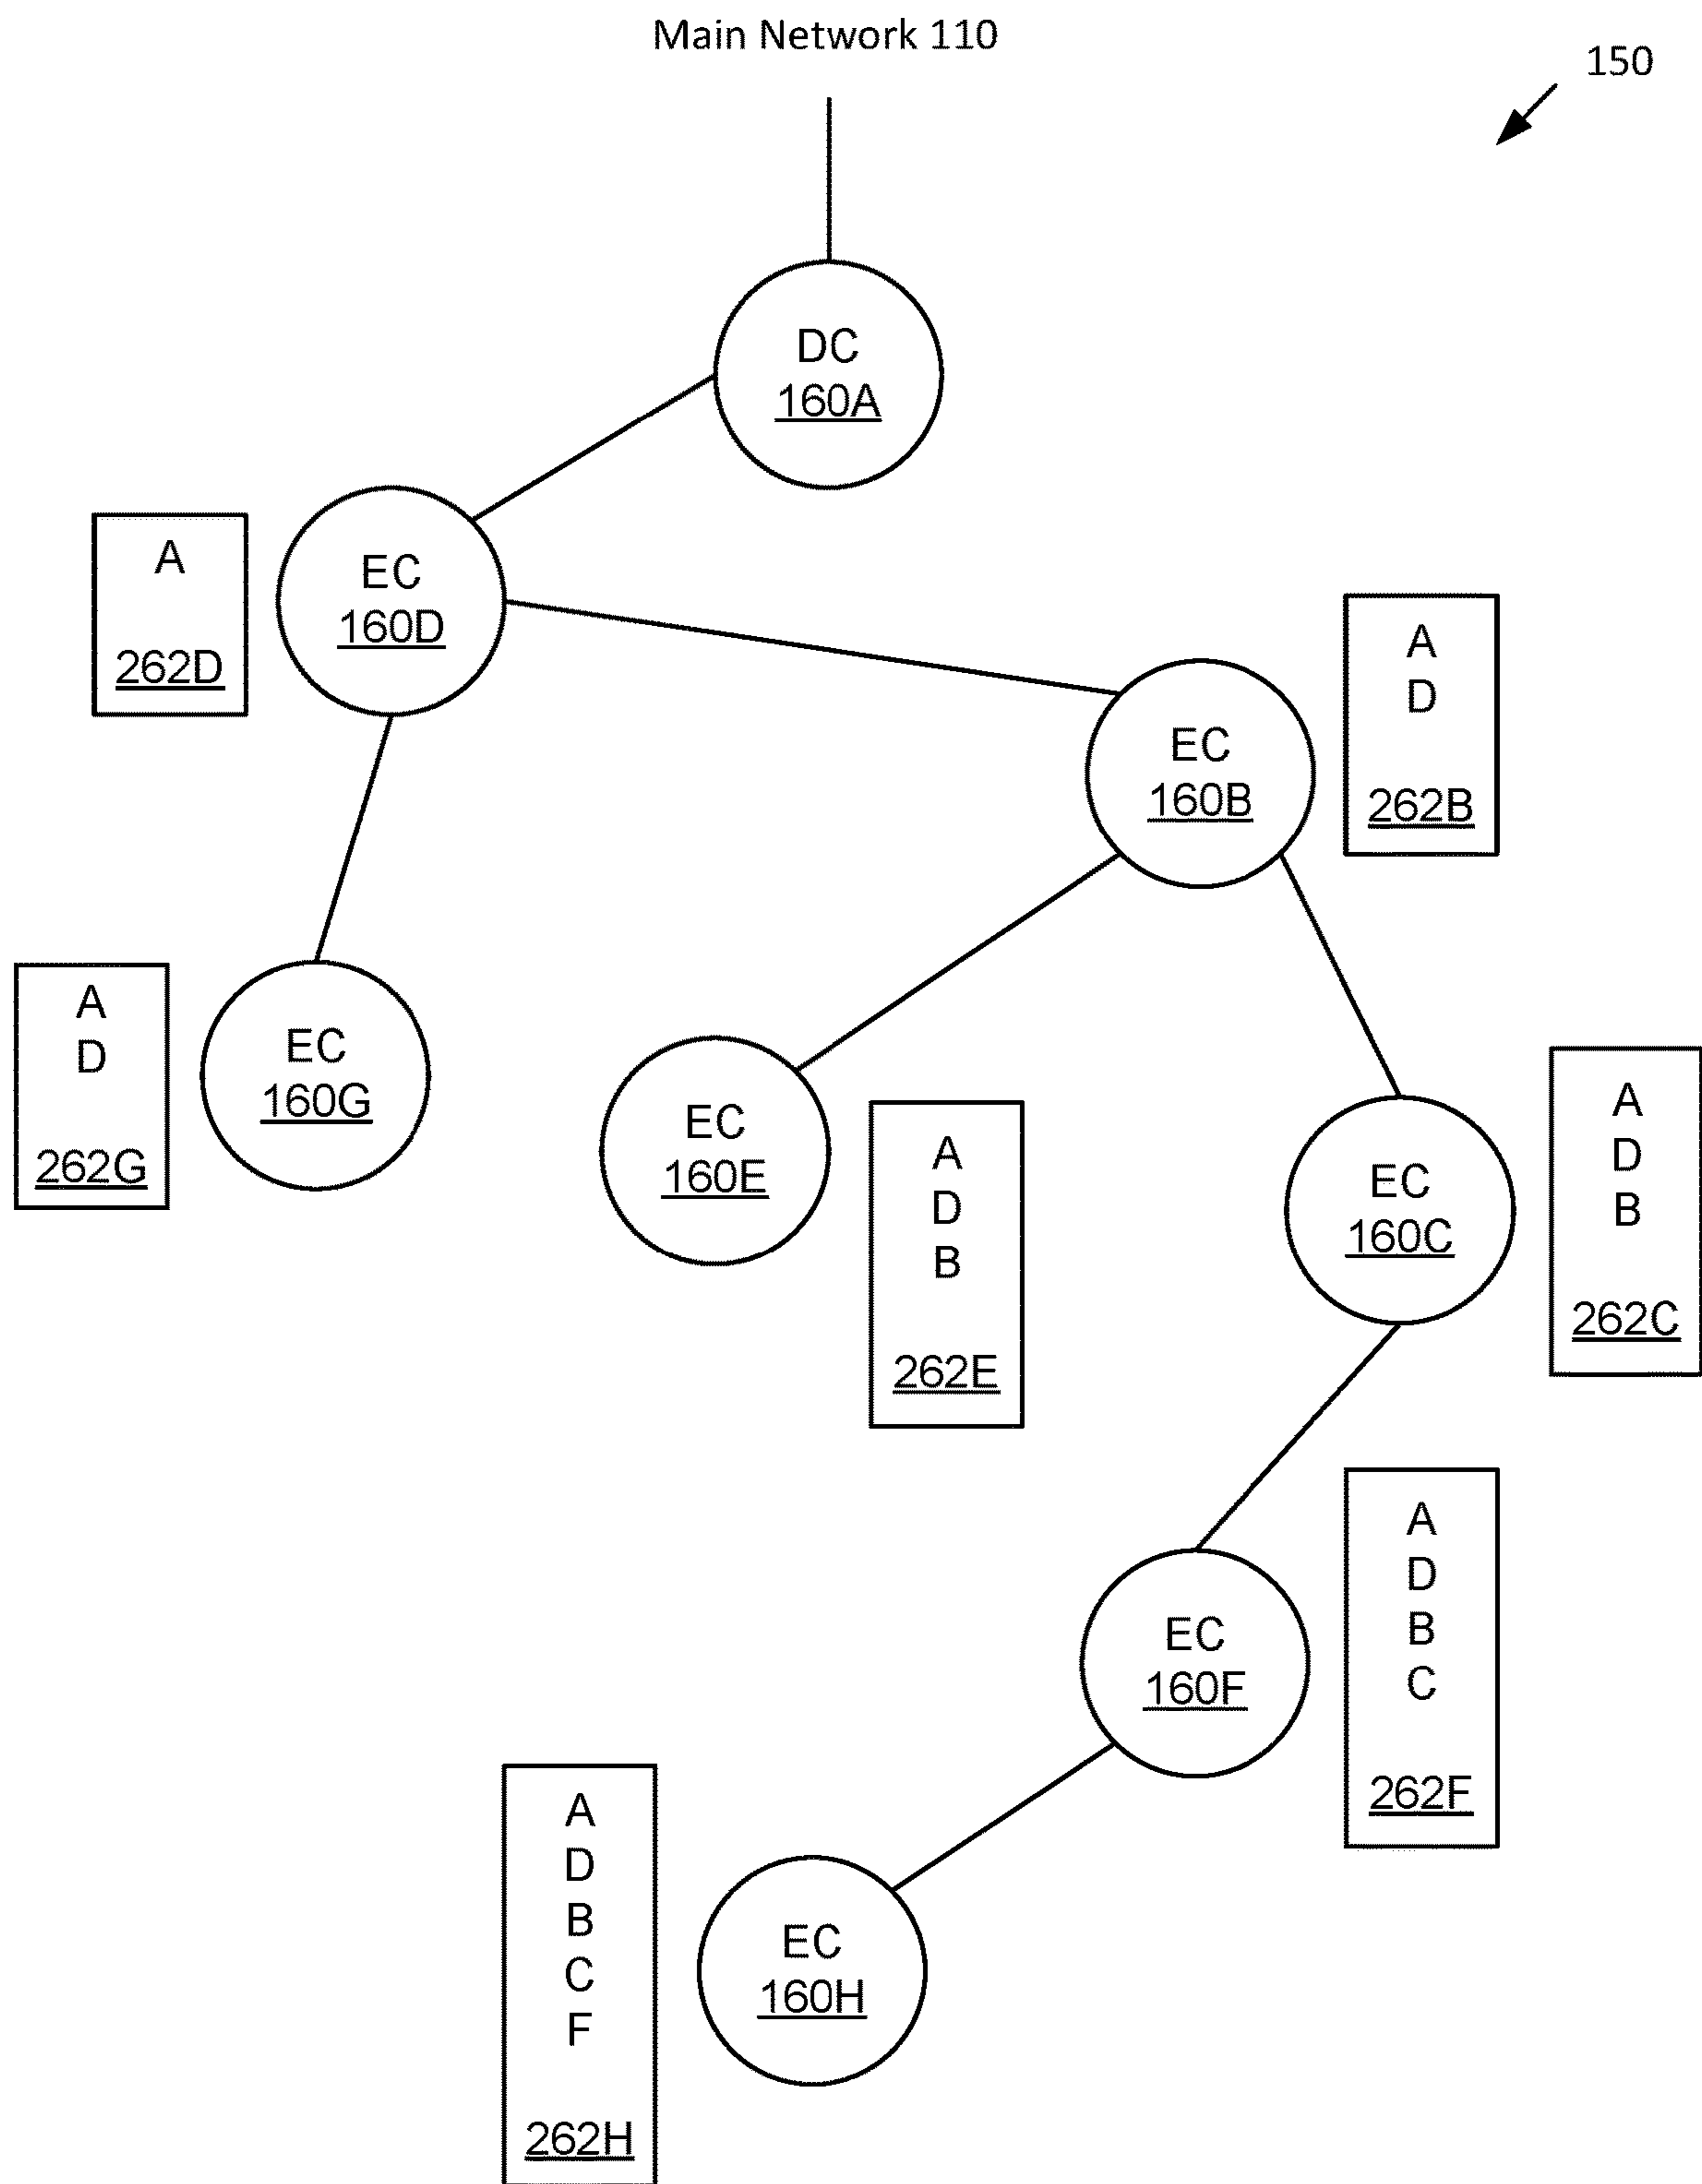 Main Network 110
150
DC
160A
A
262D
EC
160D
A
D
262B
EC
160B
A
D
262G
EC
160G
EC
160E
A
D
B
262E
EC
160C
A
D
B
262C
A
D
B
C
262F
EC
160F
A
D
B
C
F
262H
EC
160H